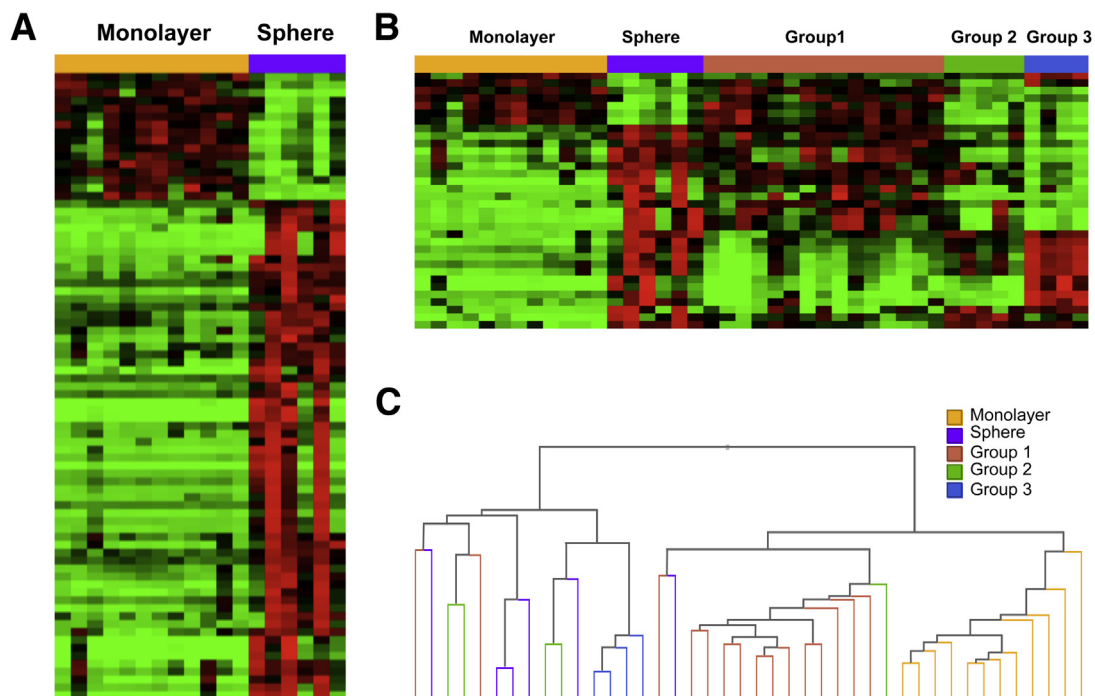 A
Monolayer Sphere
B
Monolayer Sphere Group1 Group 2 Group 3
C
Monolayer
Sphere
Group 1
Group 2
Group 3